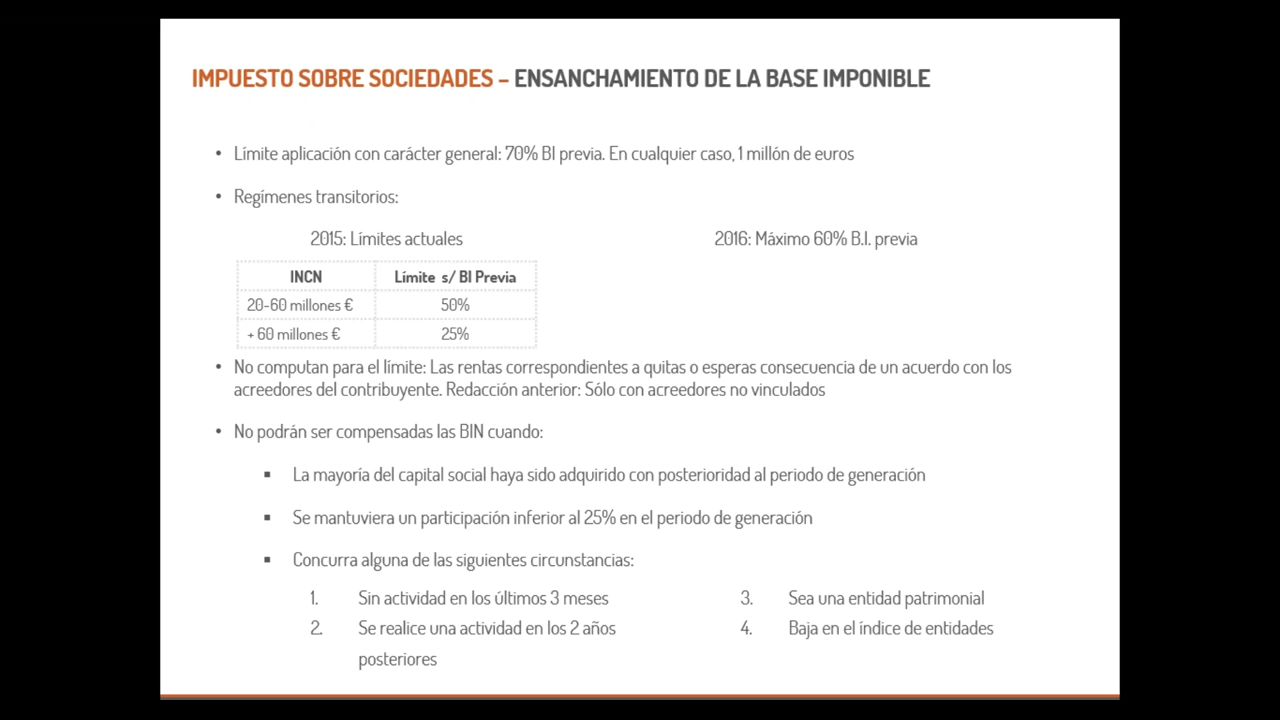 IMPUESTO SOBRE SOCIEDADES – ENSANCHAMIENTO DE LA BASE IMPONIBLE
• Límite aplicación con carácter general: 70% BI previa. En cualquier caso, 1 millón de euros
• Regímenes transitorios:
2015: Límites actuales
2016: Máximo 60% B.I. previa
INCN Límite s/ BI Previa
20-60 millones € 50%
+ 60 millones € 25%
• No computan para el límite: Las rentas correspondientes a quitas o esperas consecuencia de un acuerdo con los
acreedores del contribuyente. Redacción anterior: Sólo con acreedores no vinculados
• No podrán ser compensadas las BIN cuando:
▪ La mayoría del capital social haya sido adquirido con posterioridad al periodo de generación
▪ Se mantuviera un participación inferior al 25% en el periodo de generación
▪ Concurra alguna de las siguientes circunstancias:
1. Sin actividad en los últimos 3 meses
2. Se realice una actividad en los 2 años
posteriores
3. Sea una entidad patrimonial
4. Baja en el índice de entidades